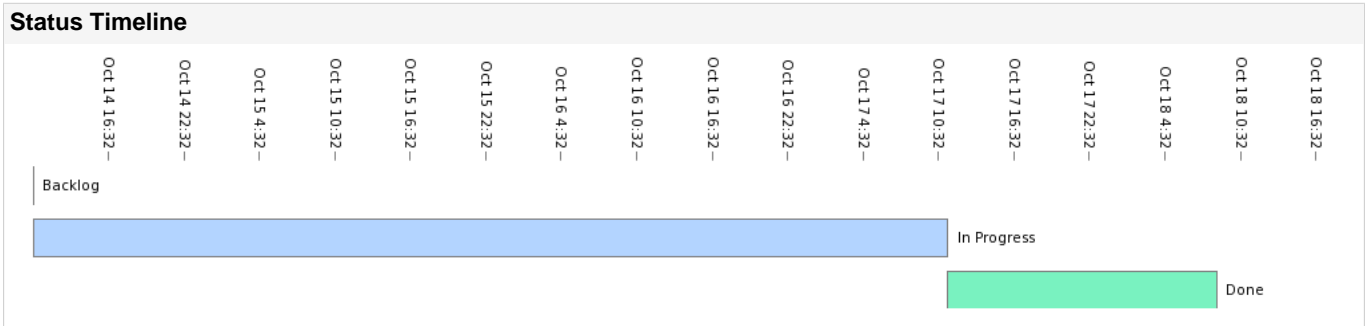 Status Timeline
Oct 14 16:32
Oct 14 22:32
Oct 15 4:32
Oct 15 10:32
Oct 15 16:32
Oct 15 22:32
Oct 16 4:32
Oct 16 10:32
Oct 16 16:32
Oct 16 22:32
Oct 17 4:32
Oct 17 10:32
Oct 17 16:32
Oct 17 22:32
Oct 18 4:32
Oct 18 10:32
Oct 18 16:32
Backlog
In Progress
Done